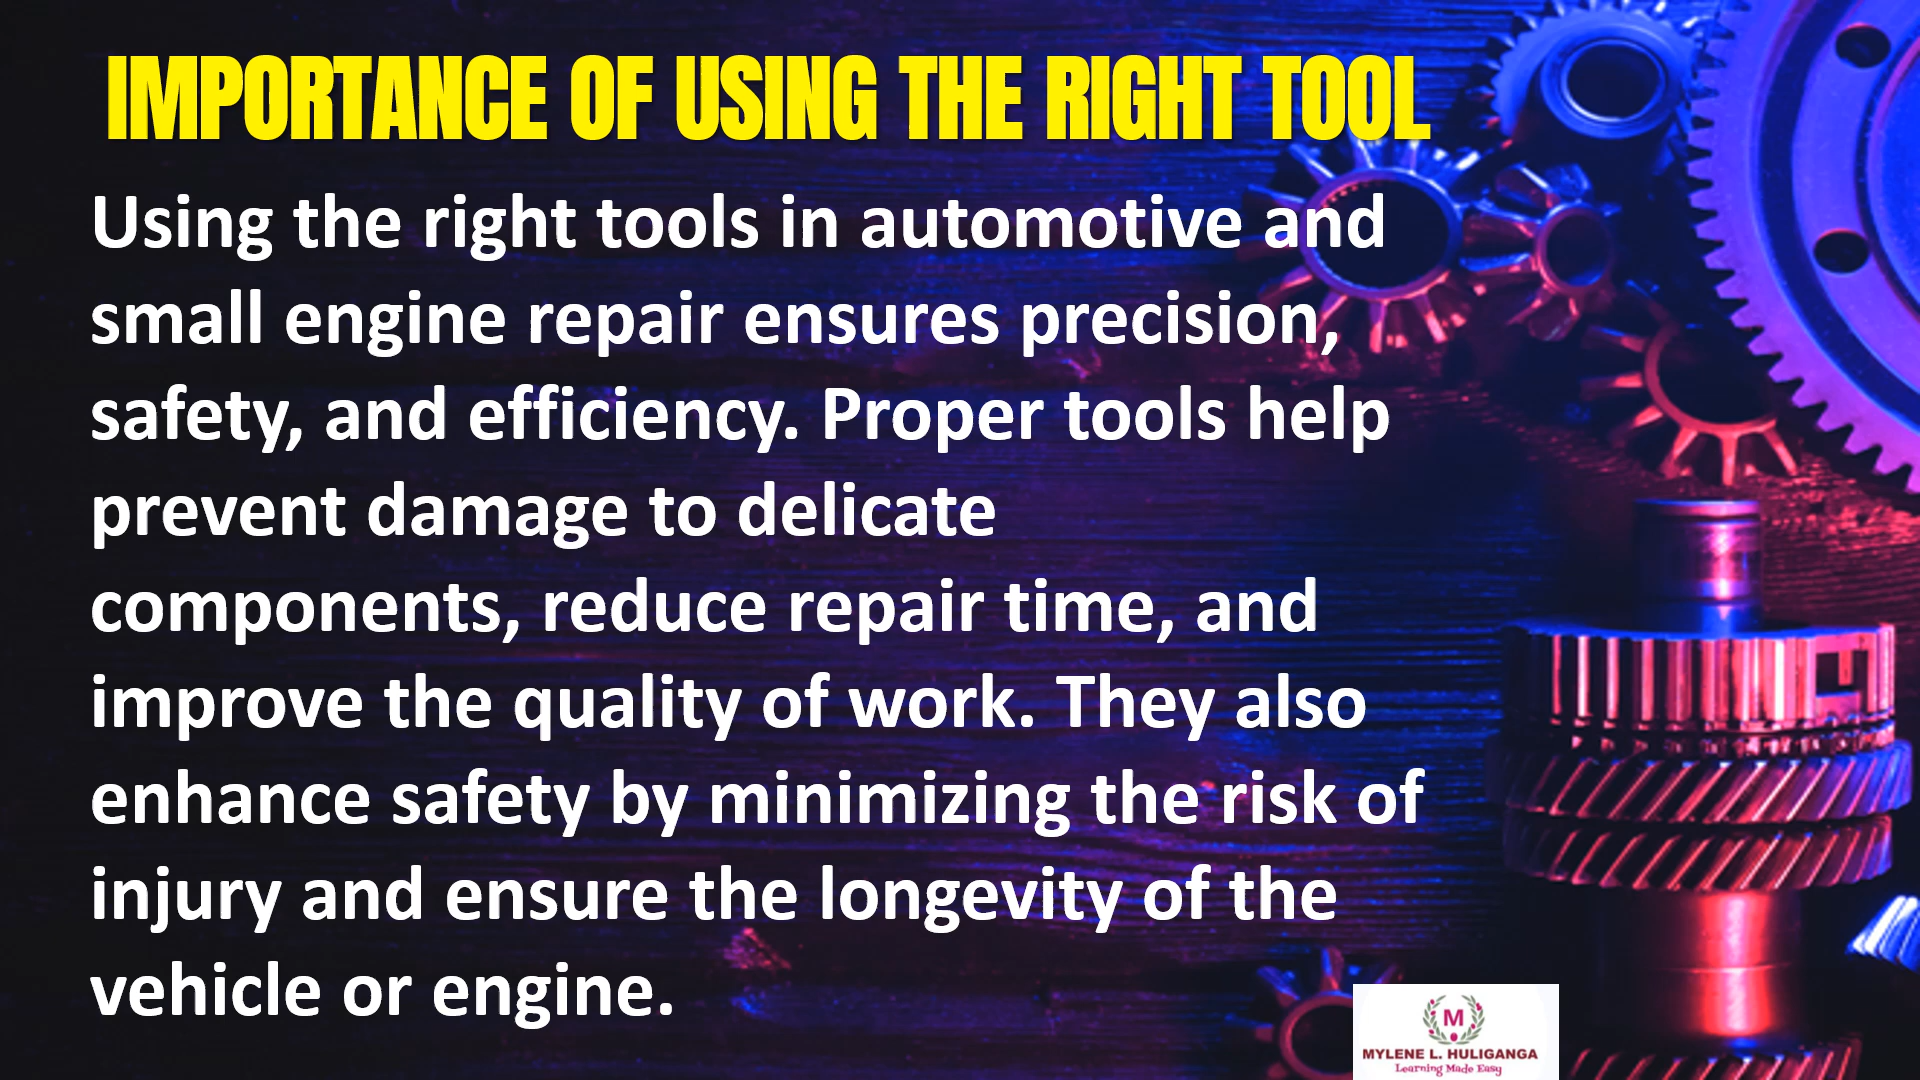 IMPORTANCE OF USING THE RIGHT TOOL
Using the right tools in automotive and
small engine repair ensures precision,
safety, and efficiency. Proper tools help
prevent damage to delicate
components, reduce repair time, and
improve the quality of work. They also
enhance safety by minimizing the risk of
injury and ensure the longevity of the
vehicle or engine.
M
MYLENE L. HULIGANGA
Learning Made Easy